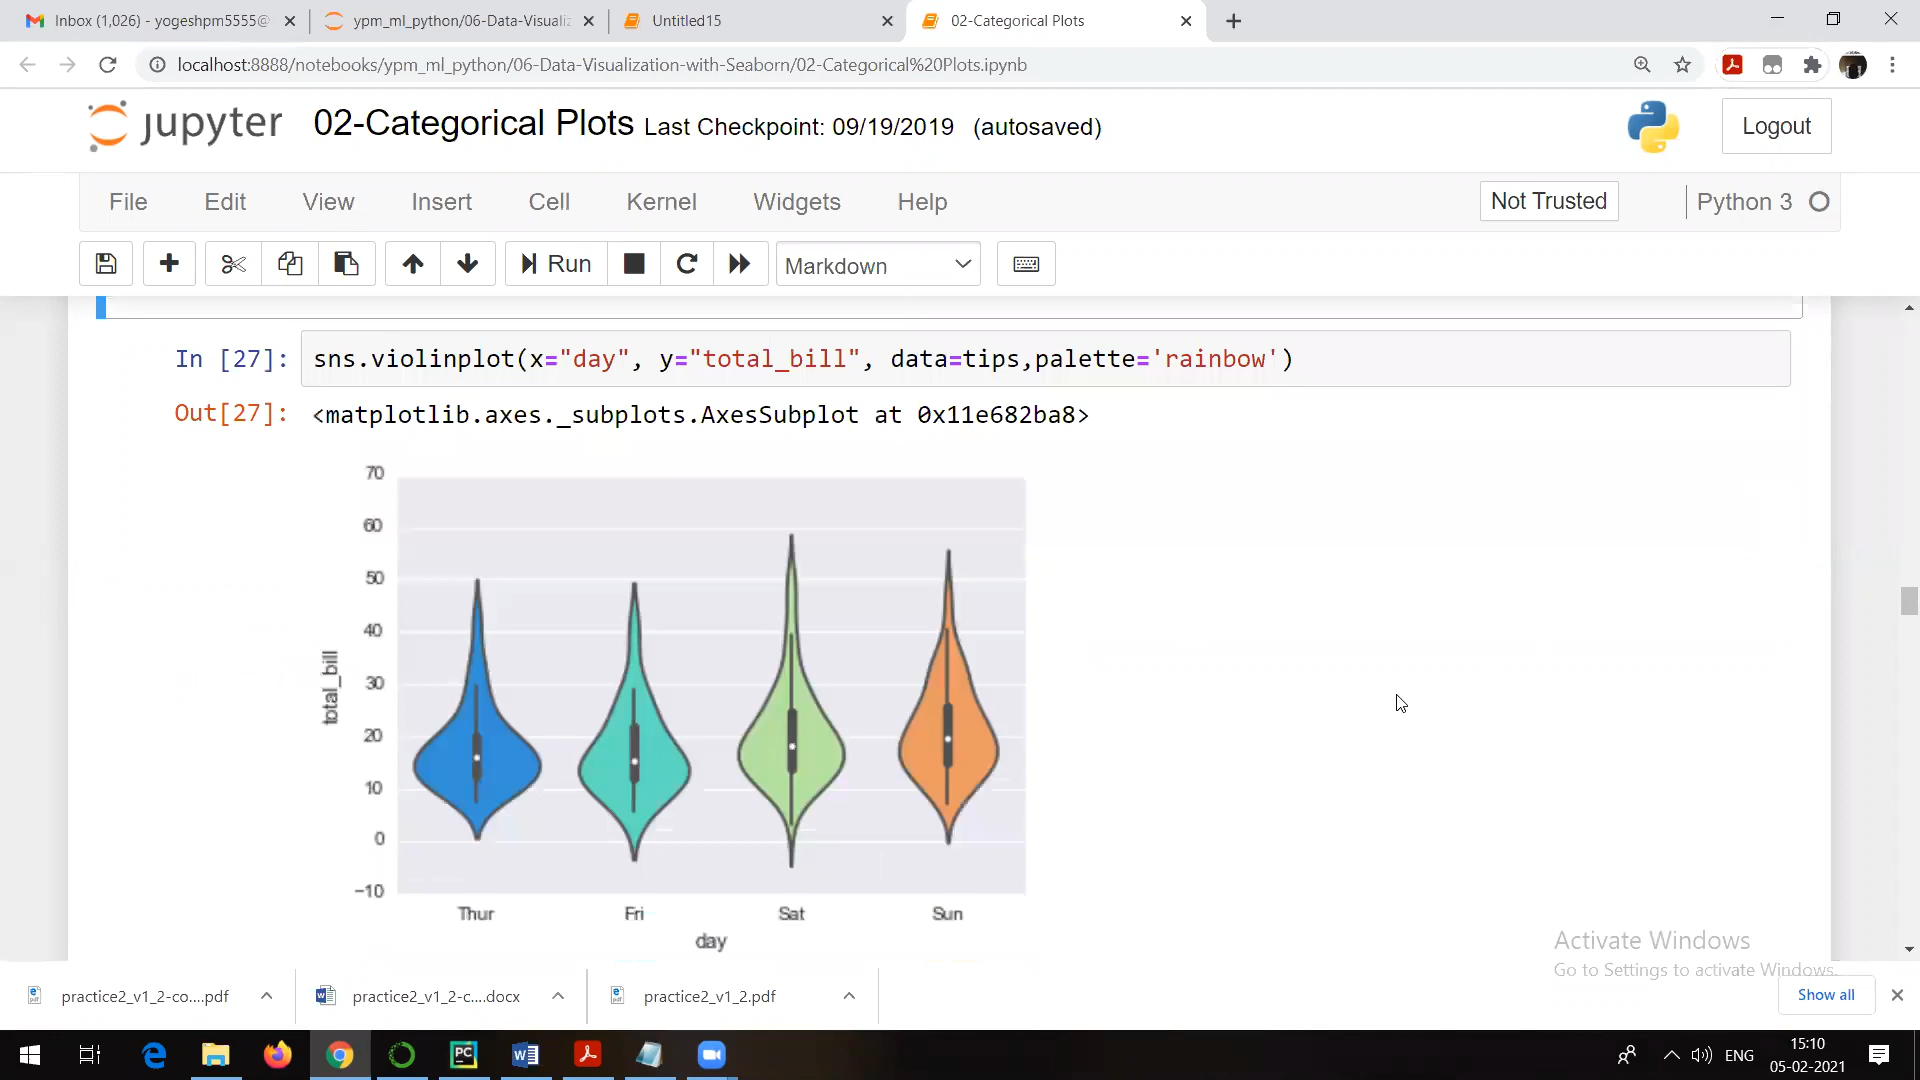 Inbox (1,026) - yogeshpm5555@
ypm_ml_python/06-Data-Visualiz
Untitled15
02-Categorical Plots
localhost:8888/notebooks/ypm_ml_python/06-Data-Visualization-with-Seaborn/02-Categorical%20Plots.ipynb
jupyter 02-Categorical Plots Last Checkpoint: 09/19/2019 (autosaved)
Logout
File Edit View Insert Cell Kernel Widgets Help
Not Trusted
Python 3
Run
Markdown
In [27]: sns.violinplot(x="day", y="total_bill", data=tips,palette='rainbow')
Out[27]: <matplotlib.axes._subplots.AxesSubplot at 0x11e682ba8>
70
60
50
40
30
20
10
0
−10
total_bill
Thur Fri Sat Sun
day
Activate Windows
Go to Settings to activate Windows.
practice2_v1_2-co....pdf
practice2_v1_2-c....docx
practice2_v1_2.pdf
Show all
PC
ENG
15:10
05-02-2021